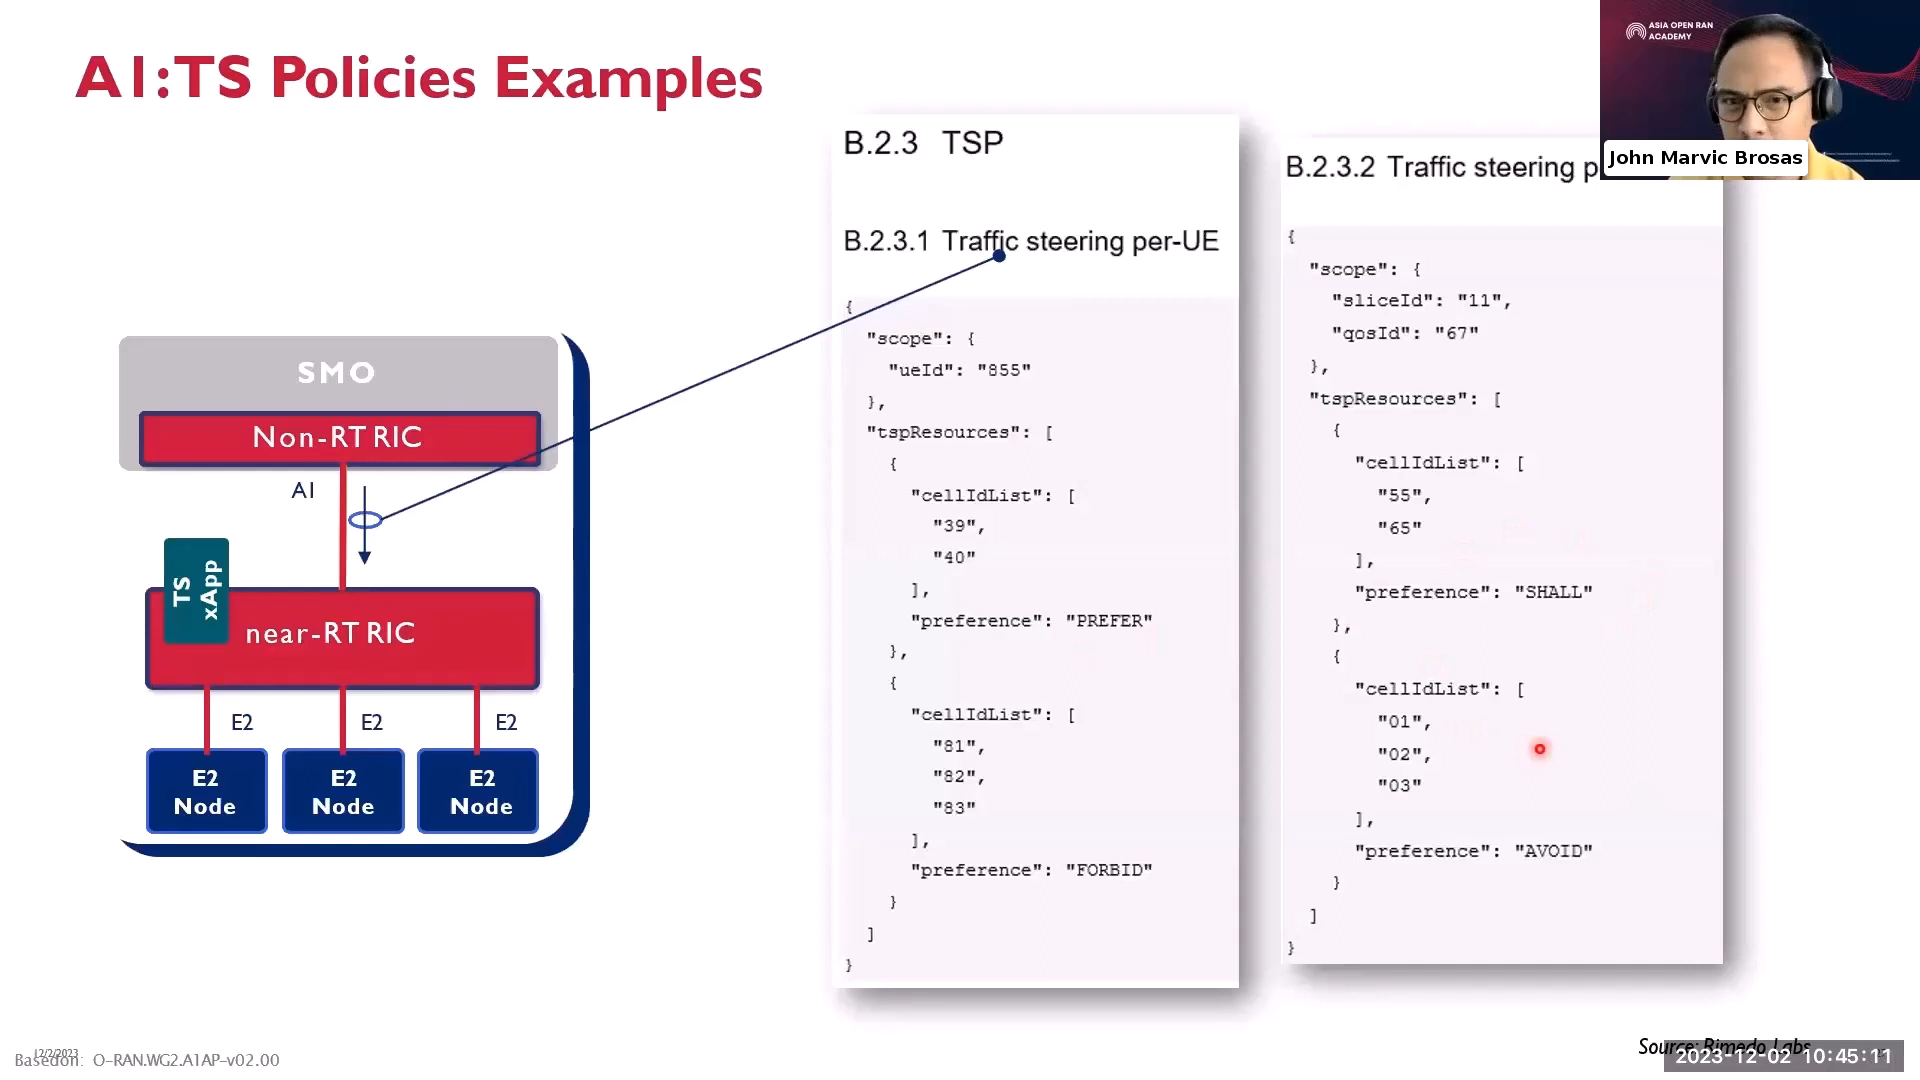 A1:TS Policies Examples
ASIA OPEN RAN
ACADEMY
John Marvic Brosas
SMO
Non-RT RIC
A1
TS
xApp
near-RT RIC
E2
E2
E2
E2
Node
E2
Node
E2
Node
B.2.3 TSP
B.2.3.1 Traffic steering per-UE
{
"scope": {
"ueId": "855"
},
"tspResources": [
{
"cellIdList": [
"39",
"40"
],
"preference": "PREFER"
},
{
"cellIdList": [
"81",
"82",
"83"
],
"preference": "FORBID"
}
]
}
B.2.3.2 Traffic steering p
{
"scope": {
"sliceId": "11",
"qosId": "67"
},
"tspResources": [
{
"cellIdList": [
"55",
"65"
],
"preference": "SHALL"
},
{
"cellIdList": [
"01",
"02",
"03"
],
"preference": "AVOID"
}
]
}
12/2/2023
Basedon: O-RAN.WG2.A1AP-v02.00
Source: Rimedo Labs
2023-12-02 10:45:11